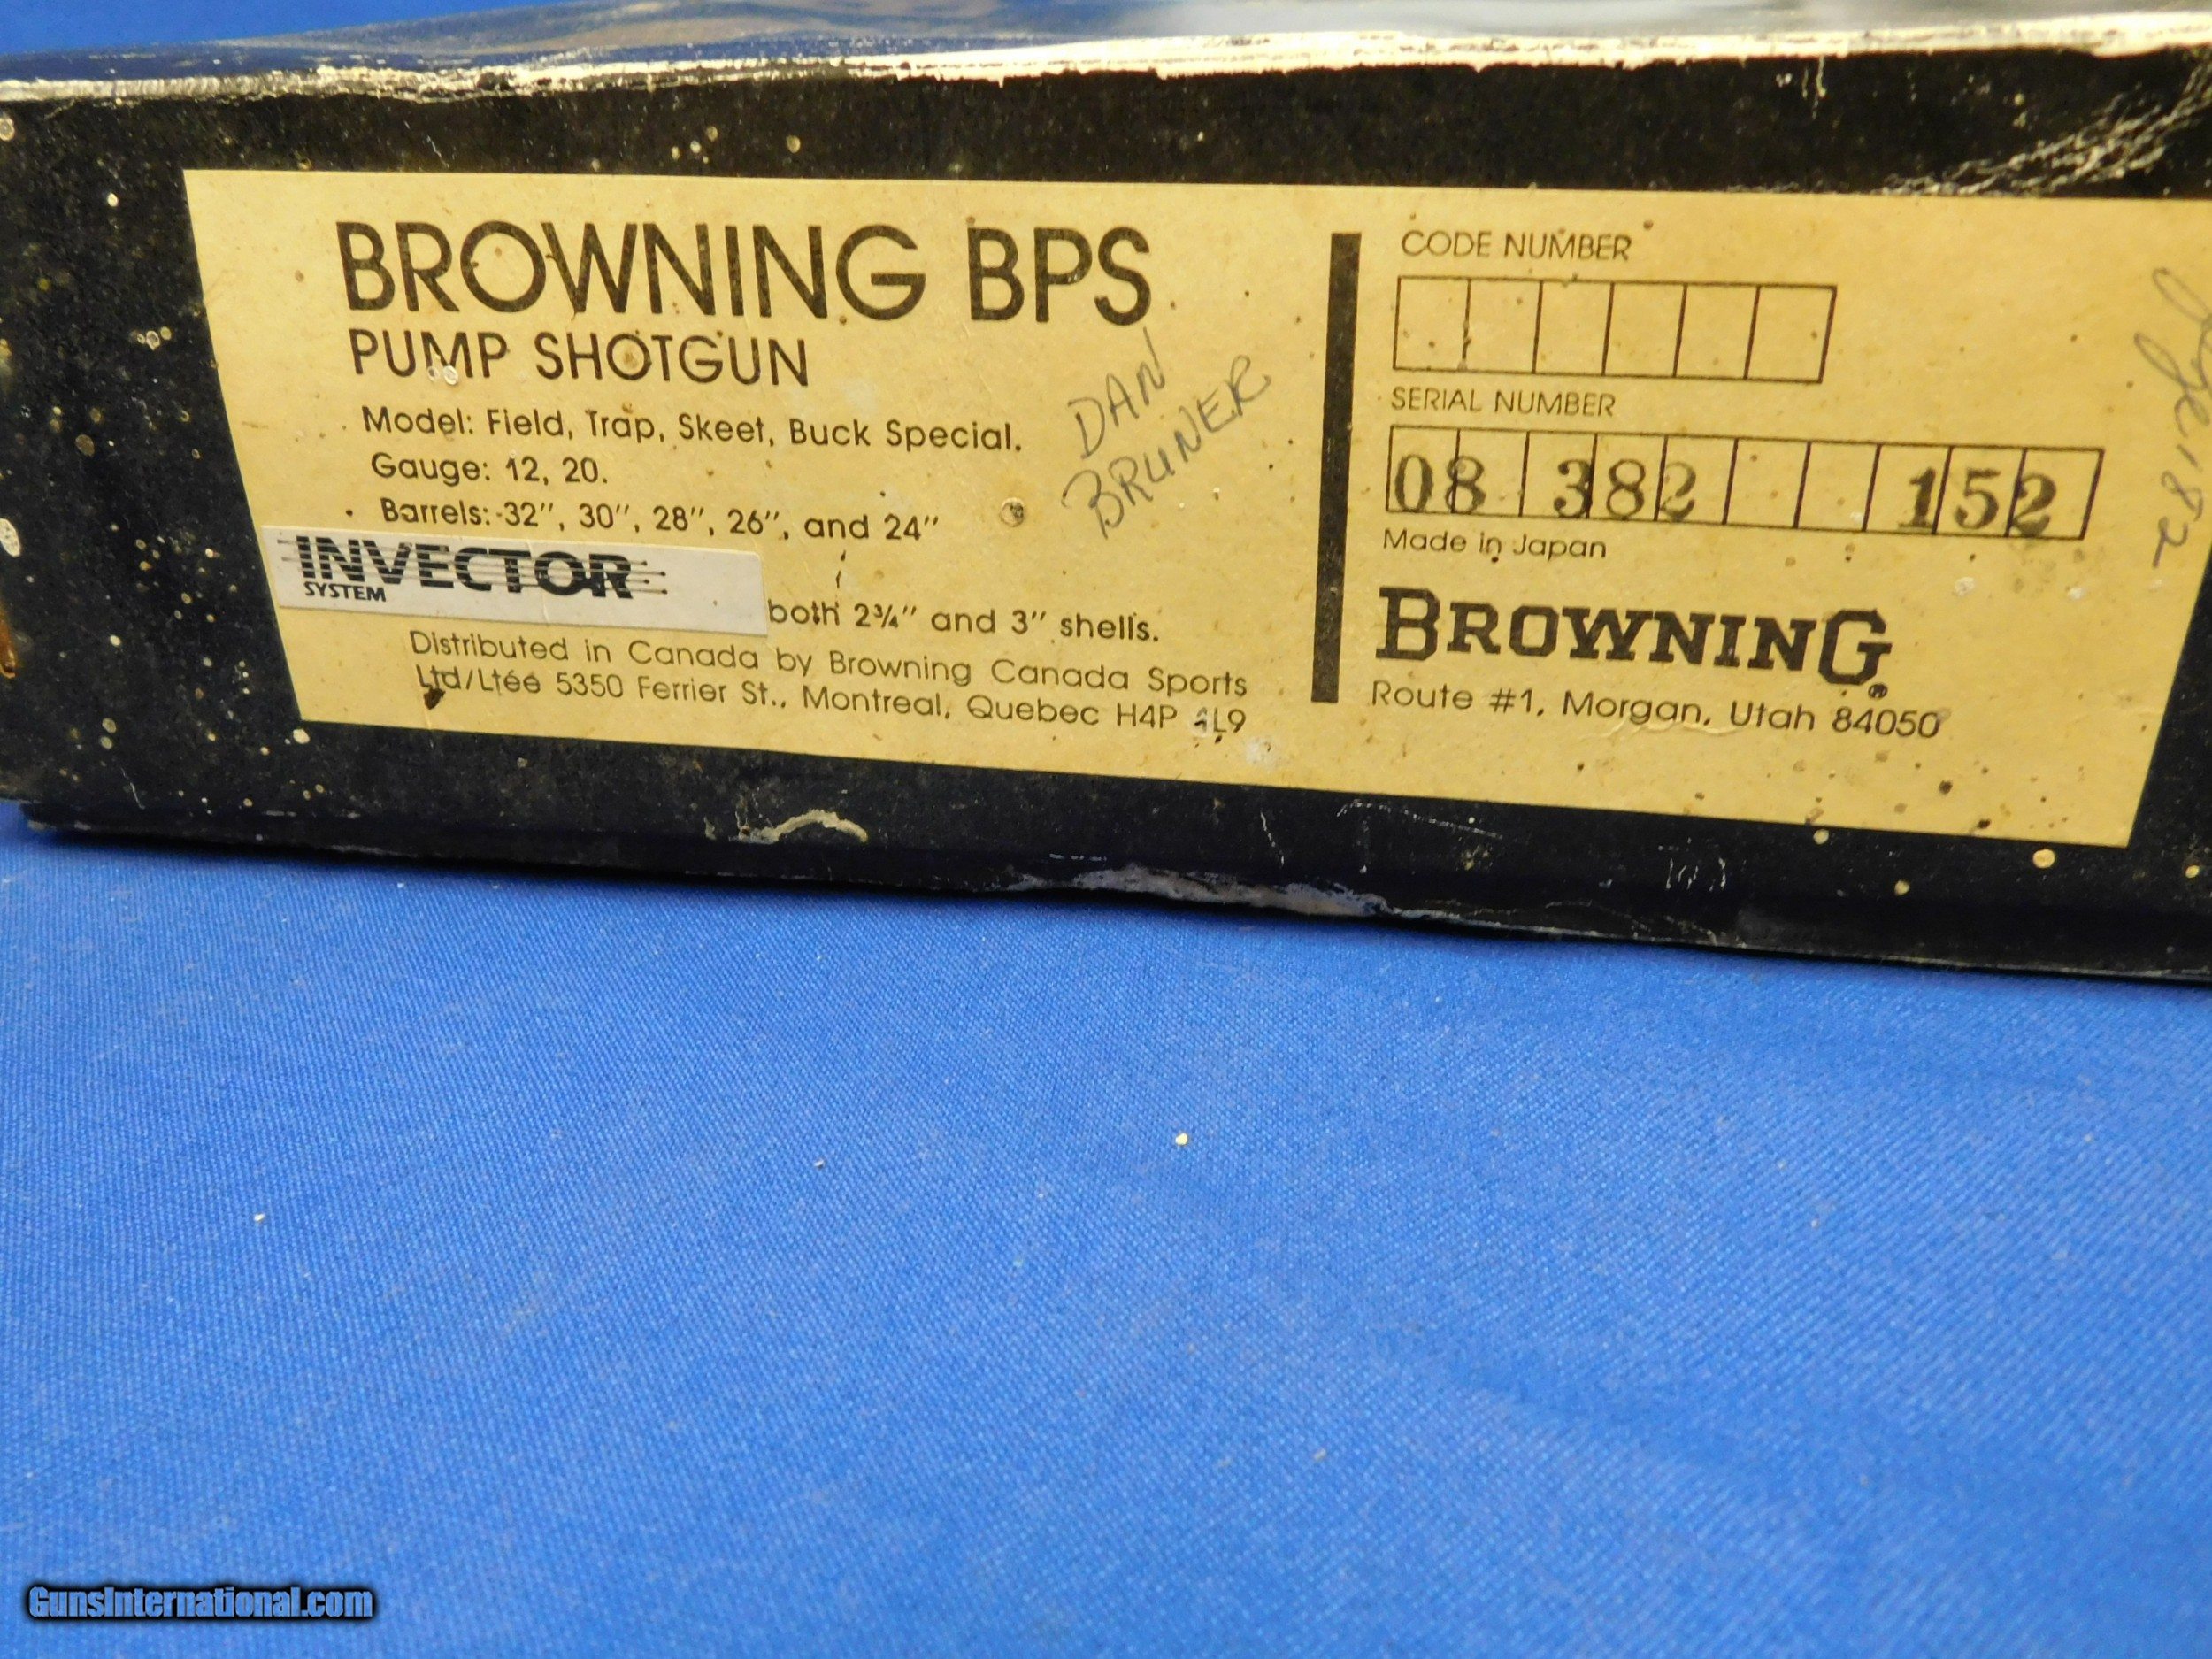 BROWNING BPS
PUMP SHOTGUN
Model: Field, Trap, Skeet, Buck Special.
Gauge: 12, 20.
Barrels: 32", 30", 28", 26", and 24"
INVECTOR
SYSTEM
both 2¾" and 3" shells.
Distributed in Canada by Browning Canada Sports
Ltd/Ltée 5350 Ferrier St., Montreal, Quebec H4P 1L9
DAN
BRUNER
CODE NUMBER
SERIAL NUMBER
08 382 152
Made in Japan
BROWNING®
Route #1, Morgan, Utah 84050
GunsInternational.com